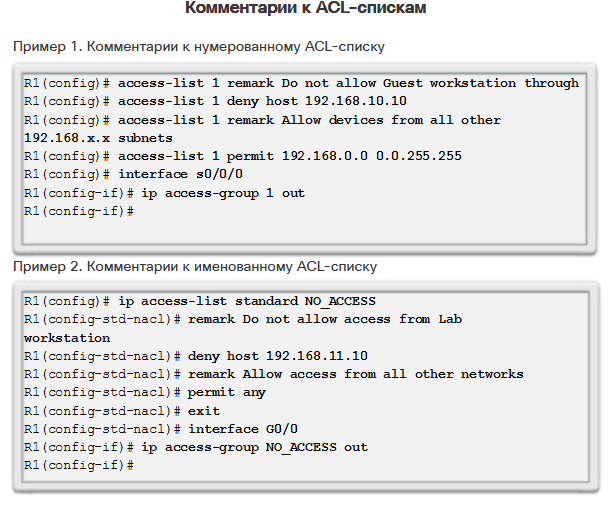 Комментарии к ACL-спискам
Пример 1. Комментарии к нумерованному ACL-списку
R1(config)# access-list 1 remark Do not allow Guest workstation through
R1(config)# access-list 1 deny host 192.168.10.10
R1(config)# access-list 1 remark Allow devices from all other
192.168.x.x subnets
R1(config)# access-list 1 permit 192.168.0.0 0.0.255.255
R1(config)# interface s0/0/0
R1(config-if)# ip access-group 1 out
R1(config-if)#
Пример 2. Комментарии к именованному ACL-списку
R1(config)# ip access-list standard NO_ACCESS
R1(config-std-nacl)# remark Do not allow access from Lab
workstation
R1(config-std-nacl)# deny host 192.168.11.10
R1(config-std-nacl)# remark Allow access from all other networks
R1(config-std-nacl)# permit any
R1(config-std-nacl)# exit
R1(config-std-nacl)# interface G0/0
R1(config-if)# ip access-group NO_ACCESS out
R1(config-if)#